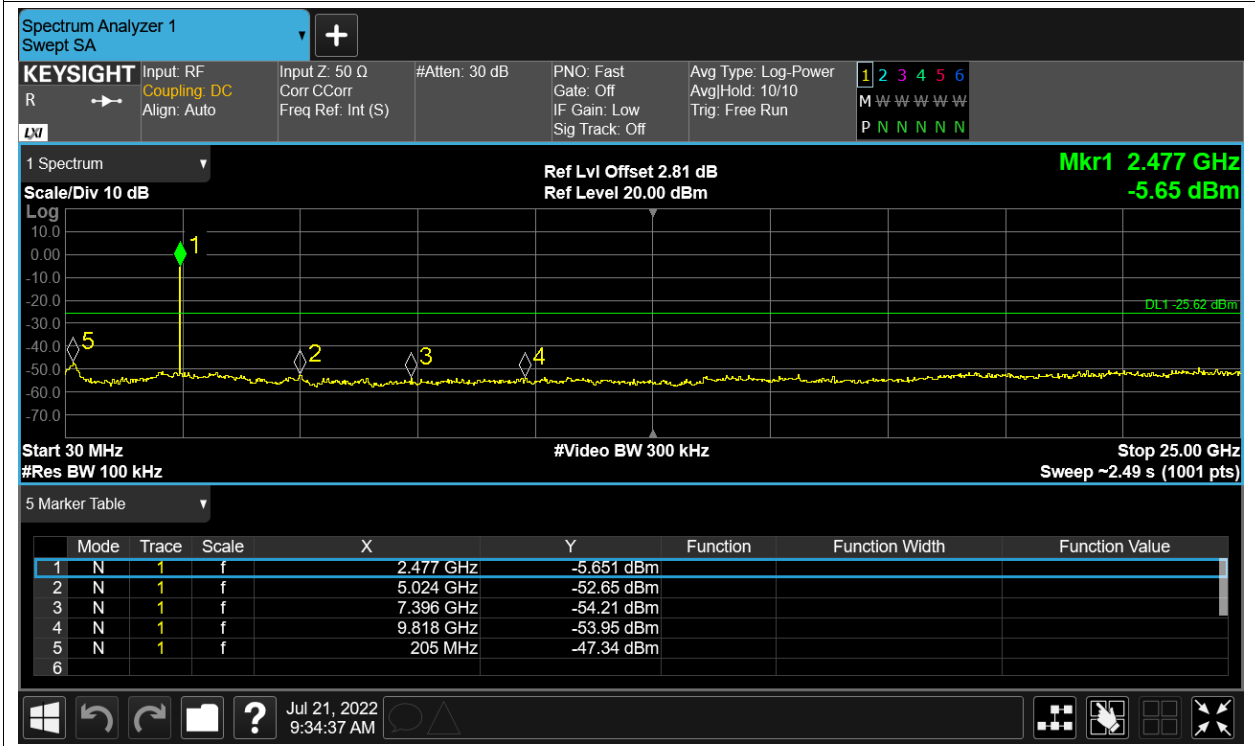 Spectrum Analyzer 1
Swept SA
+
KEYSIGHT Input: RF Input Z: 50 Ω #Atten: 30 dB PNO: Fast Avg Type: Log-Power 1 2 3 4 5 6
R Coupling: DC Corr CCorr Gate: Off Avg|Hold: 10/10 M W W W W W
Align: Auto Freq Ref: Int (S) IF Gain: Low Trig: Free Run
LXI Sig Track: Off P N N N N N
1 Spectrum Ref Lvl Offset 2.81 dB Mkr1 2.477 GHz
Scale/Div 10 dB Ref Level 20.00 dBm -5.65 dBm
Log
10.0
0.00
-10.0
-20.0
-30.0
-40.0
-50.0
-60.0
-70.0
1
DL1 -25.62 dBm
5
2
3
4
Start 30 MHz #Video BW 300 kHz Stop 25.00 GHz
#Res BW 100 kHz Sweep ~2.49 s (1001 pts)
5 Marker Table
Mode Trace Scale X Y Function Function Width Function Value
1 N 1 f 2.477 GHz -5.651 dBm
2 N 1 f 5.024 GHz -52.65 dBm
3 N 1 f 7.396 GHz -54.21 dBm
4 N 1 f 9.818 GHz -53.95 dBm
5 N 1 f 205 MHz -47.34 dBm
6
? Jul 21, 2022
9:34:37 AM